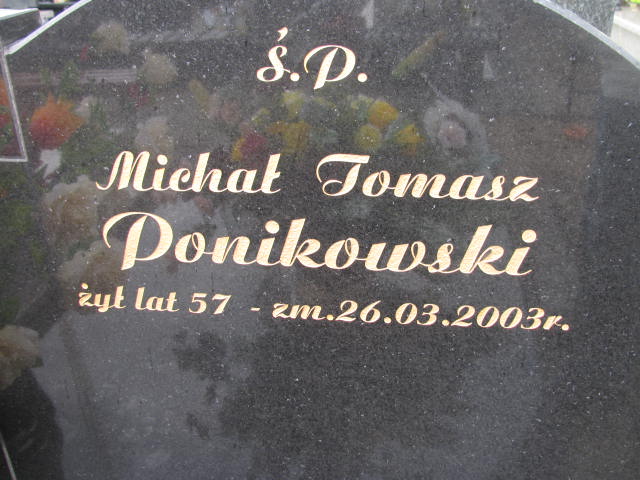 Ś.P.
Michał Tomasz
Ponikowski
żył lat 57 - zm.26.03.2003r.